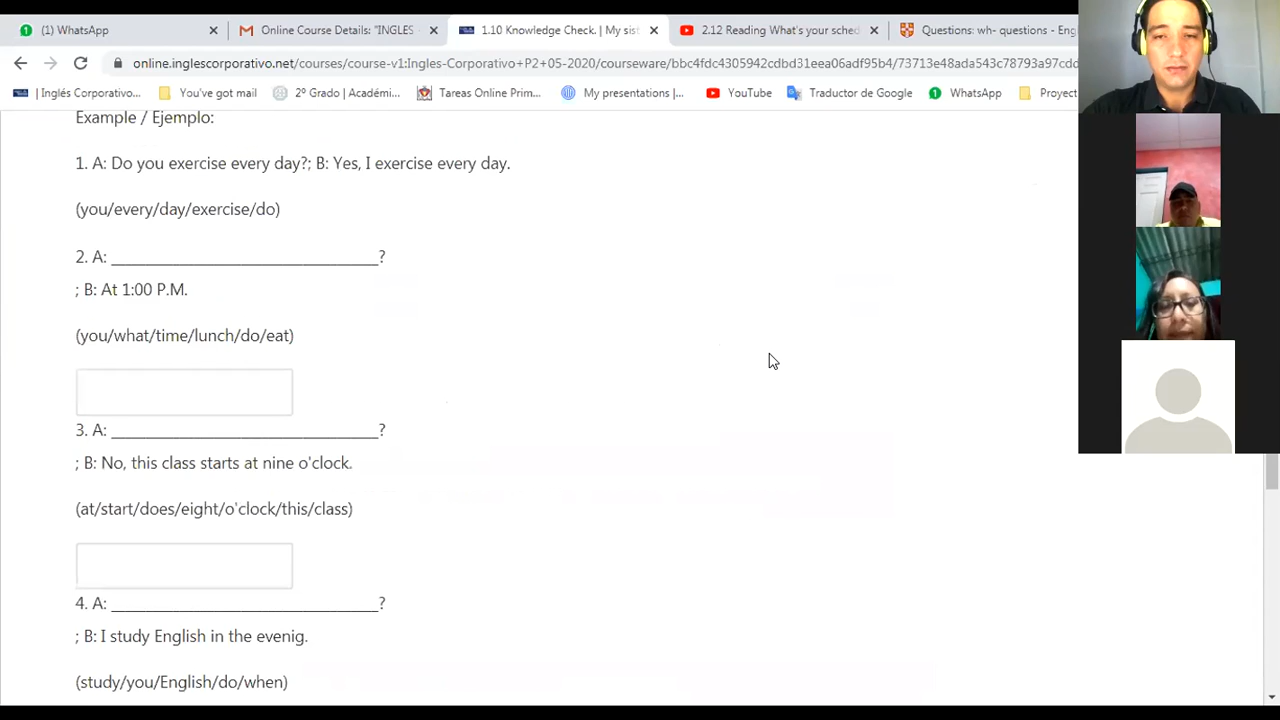 (1) WhatsApp
Online Course Details: "INGLES
1.10 Knowledge Check. | My sist
2.12 Reading What's your sched
Questions: wh- questions - Eng
online.inglescorporativo.net/courses/course-v1:Ingles-Corporativo+P2+05-2020/courseware/bbc4fdc4305942cdbd31eea06adf95b4/73713e48ada543c78793a97cdd
| Inglés Corporativo...
You've got mail
2º Grado | Académi...
Tareas Online Prim...
My presentations |...
YouTube
Traductor de Google
WhatsApp
Proyect
Example / Ejemplo:
1. A: Do you exercise every day?; B: Yes, I exercise every day.
(you/every/day/exercise/do)
2. A: ________________________________?
; B: At 1:00 P.M.
(you/what/time/lunch/do/eat)
3. A: ________________________________?
; B: No, this class starts at nine o'clock.
(at/start/does/eight/o'clock/this/class)
4. A: ________________________________?
; B: I study English in the evenig.
(study/you/English/do/when)